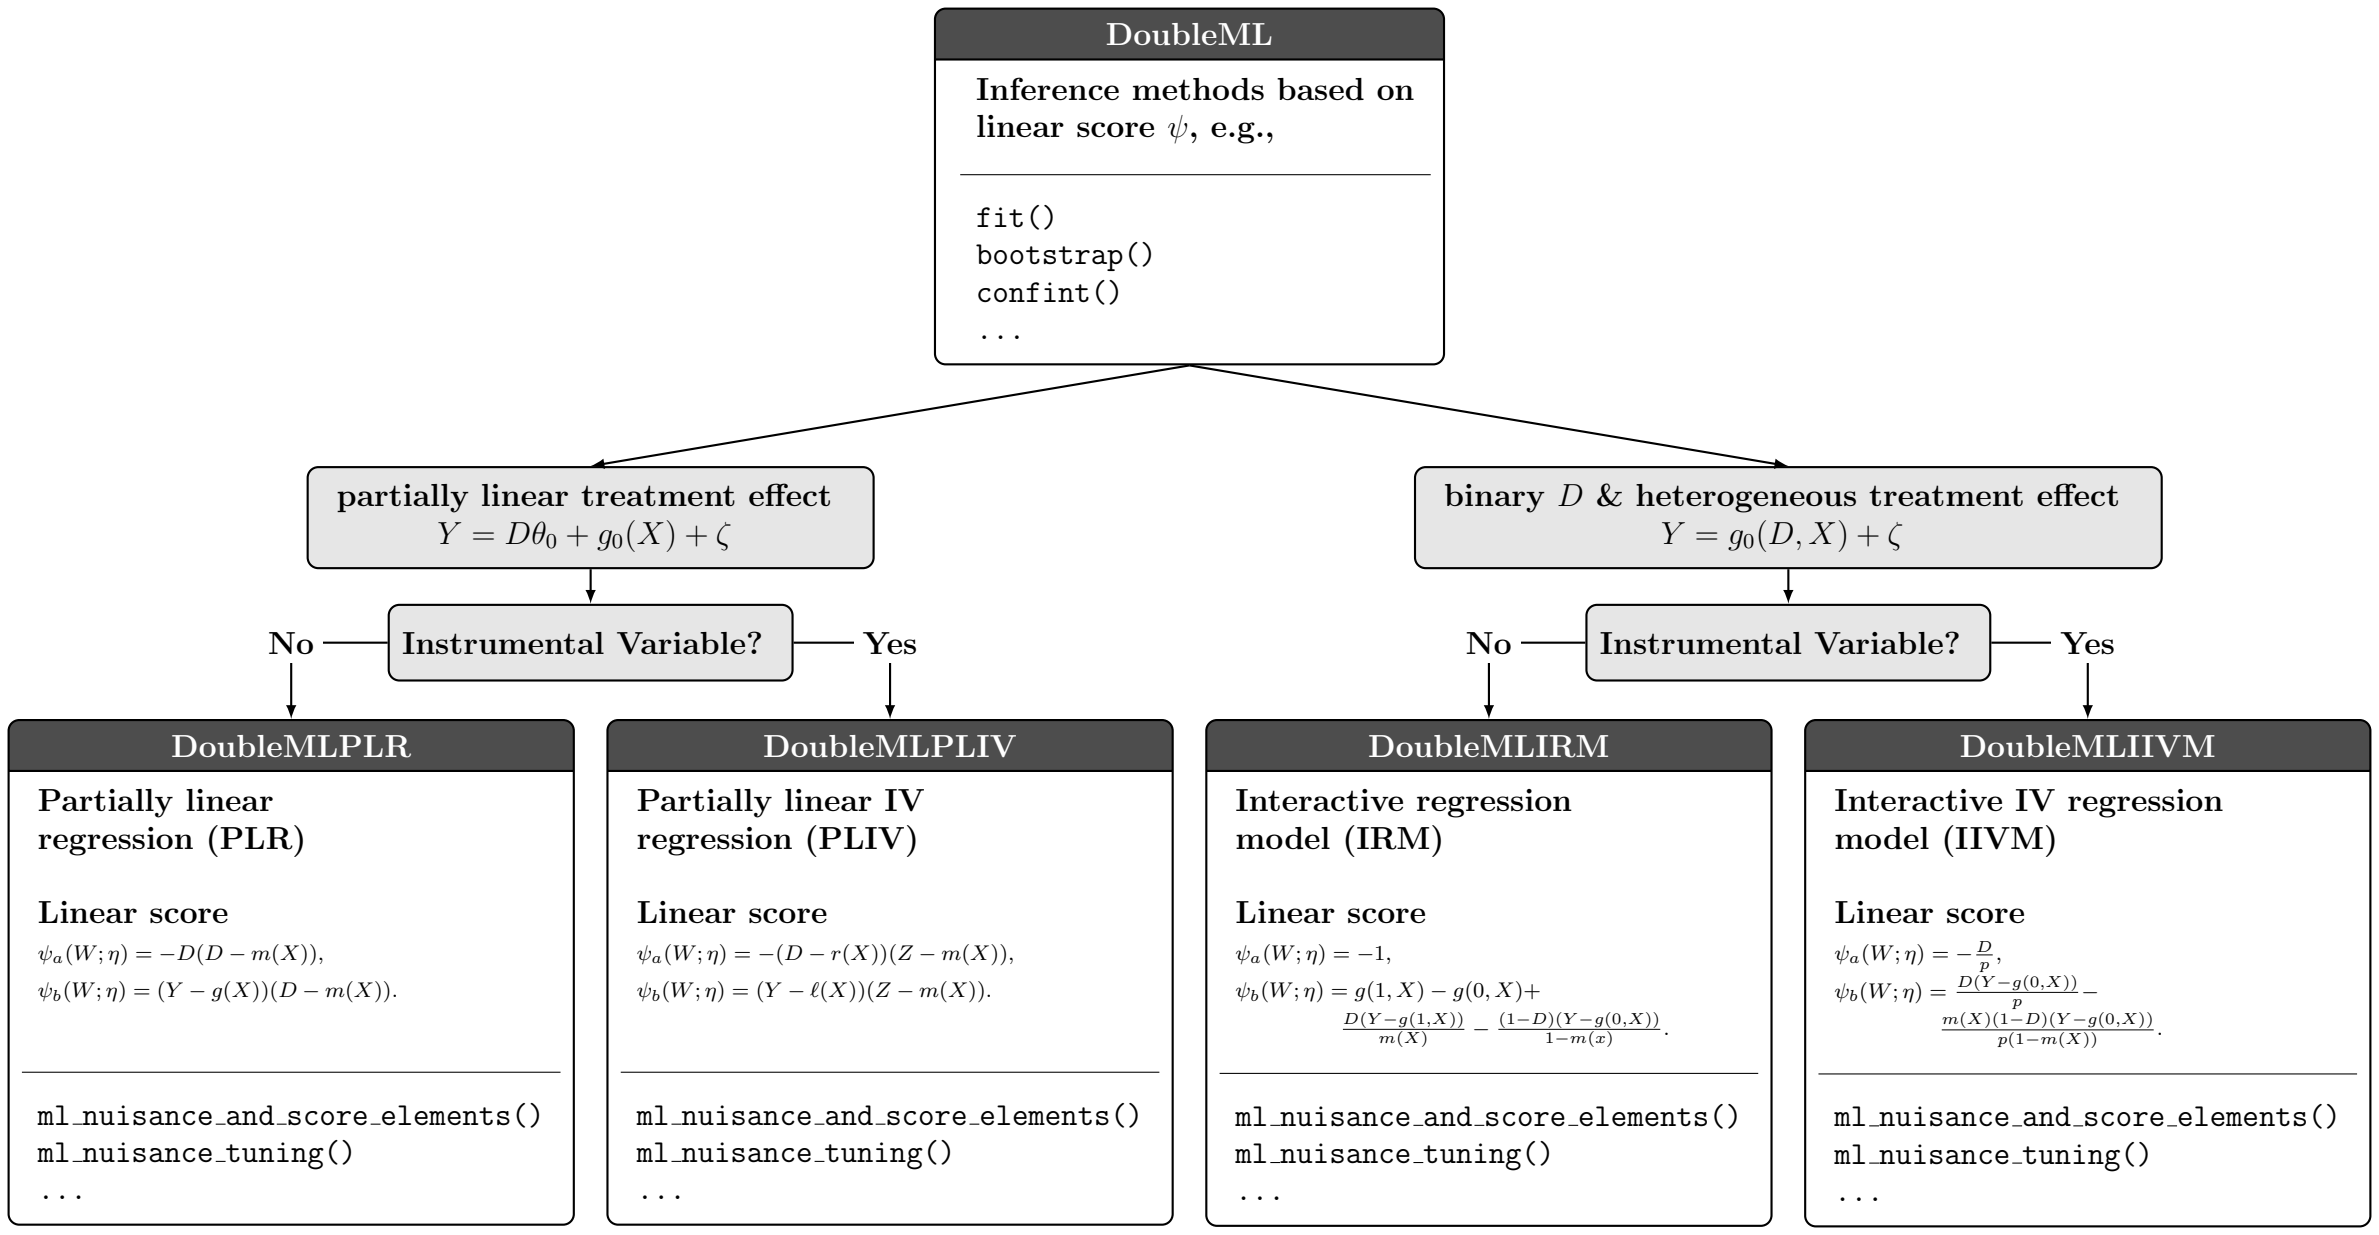 DoubleML
Inference methods based on
linear score ψ, e.g.,
fit()
bootstrap()
confint()
...
partially linear treatment effect
Y = Dθ₀ + g₀(X) + ζ
binary D & heterogeneous treatment effect
Y = g₀(D, X) + ζ
No
Instrumental Variable?
Yes
No
Instrumental Variable?
Yes
DoubleMLPLR
Partially linear
regression (PLR)
Linear score
ψₐ(W; η) = −D(D − m(X)),
ψ_b(W; η) = (Y − g(X))(D − m(X)).
ml_nuisance_and_score_elements()
ml_nuisance_tuning()
...
DoubleMLPLIV
Partially linear IV
regression (PLIV)
Linear score
ψₐ(W; η) = −(D − r(X))(Z − m(X)),
ψ_b(W; η) = (Y − ℓ(X))(Z − m(X)).
ml_nuisance_and_score_elements()
ml_nuisance_tuning()
...
DoubleMLIRM
Interactive regression
model (IRM)
Linear score
ψₐ(W; η) = −1,
ψ_b(W; η) = g(1, X) − g(0, X)+
D(Y−g(1,X))/m(X) − (1−D)(Y−g(0,X))/1−m(x).
ml_nuisance_and_score_elements()
ml_nuisance_tuning()
...
DoubleMLIIVM
Interactive IV regression
model (IIVM)
Linear score
ψₐ(W; η) = −D/p,
ψ_b(W; η) = D(Y−g(0,X))/p −
m(X)(1−D)(Y−g(0,X))/p(1−m(X)).
ml_nuisance_and_score_elements()
ml_nuisance_tuning()
...